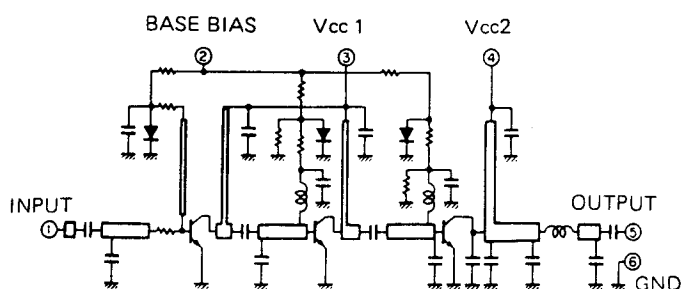 BASE BIAS
Vcc 1
Vcc2
②
③
④
INPUT
①
OUTPUT
⑤
⑥
GND